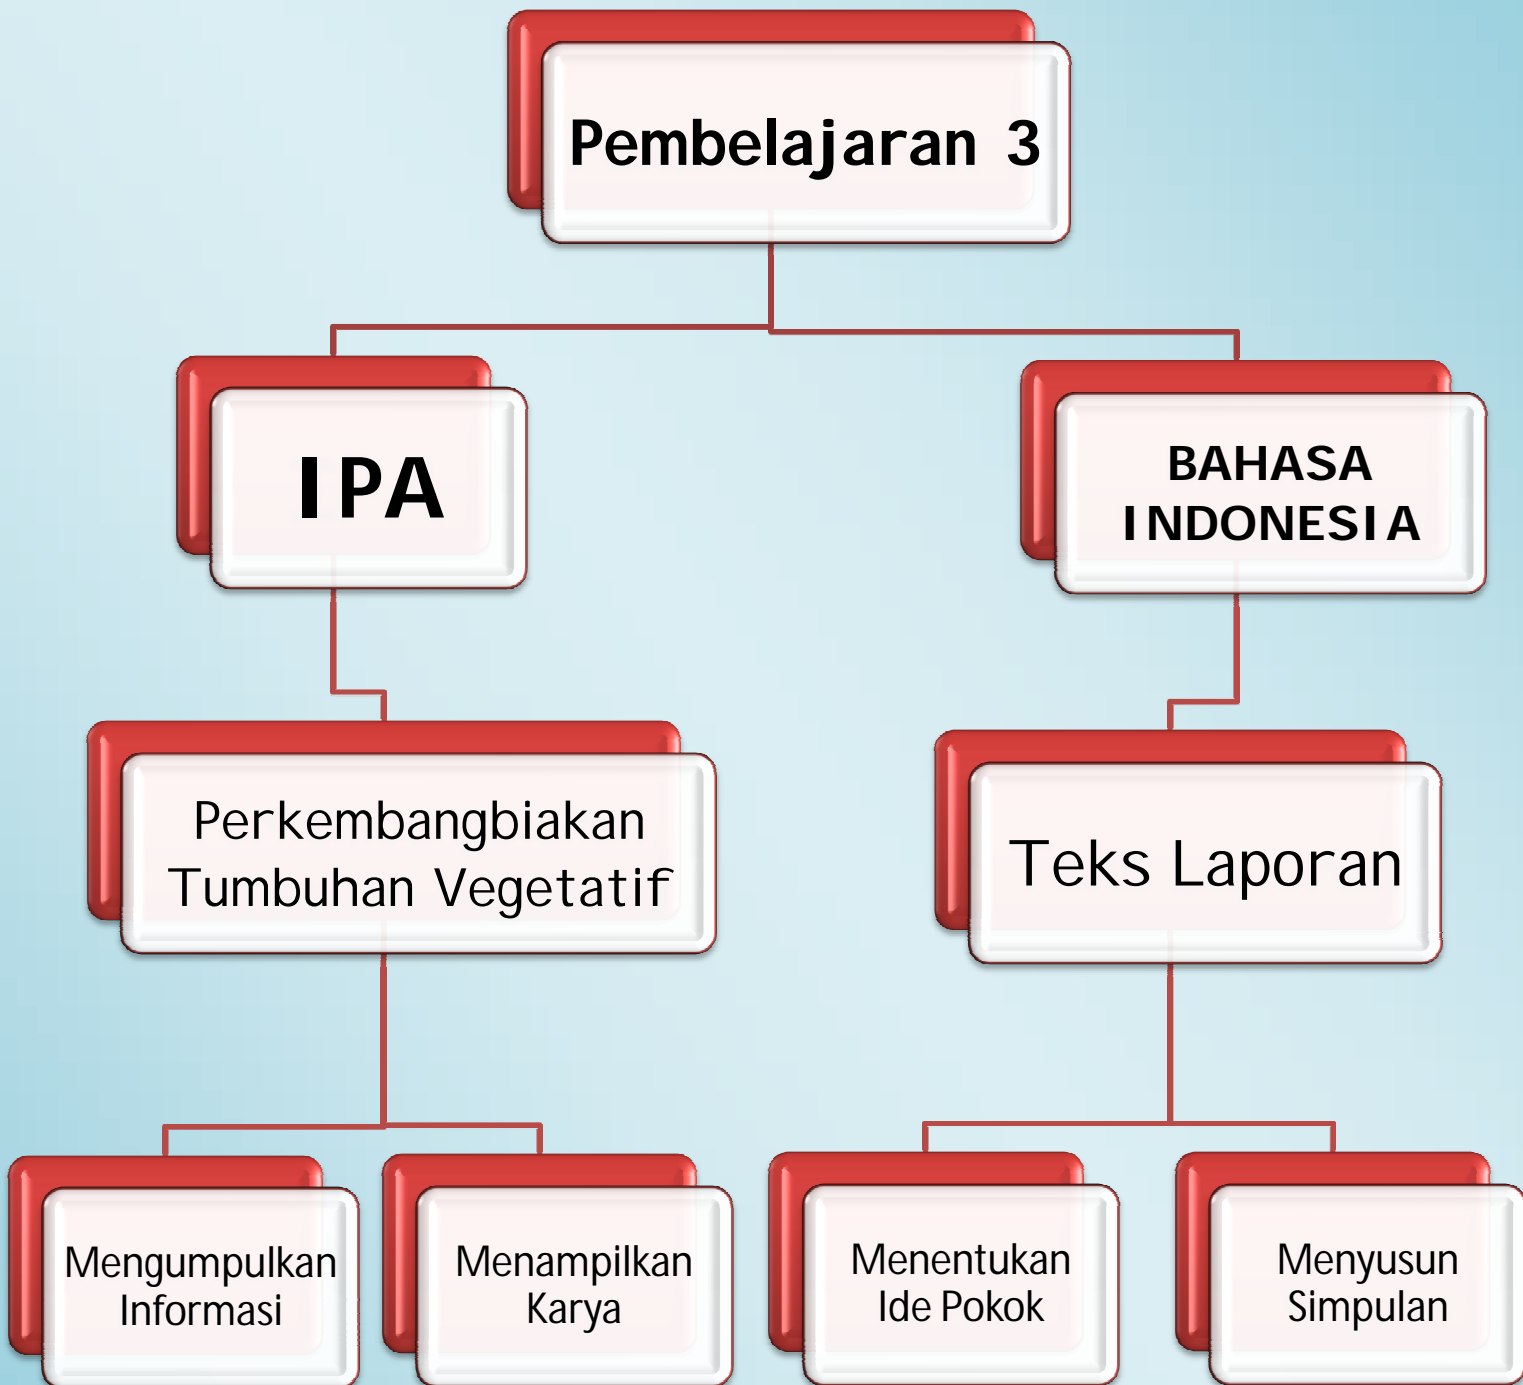 Pembelajaran 3
IPA
BAHASA
INDONESIA
Perkembangbiakan
Tumbuhan Vegetatif
Teks Laporan
Mengumpulkan
Informasi
Menampilkan
Karya
Menentukan
Ide Pokok
Menyusun
Simpulan